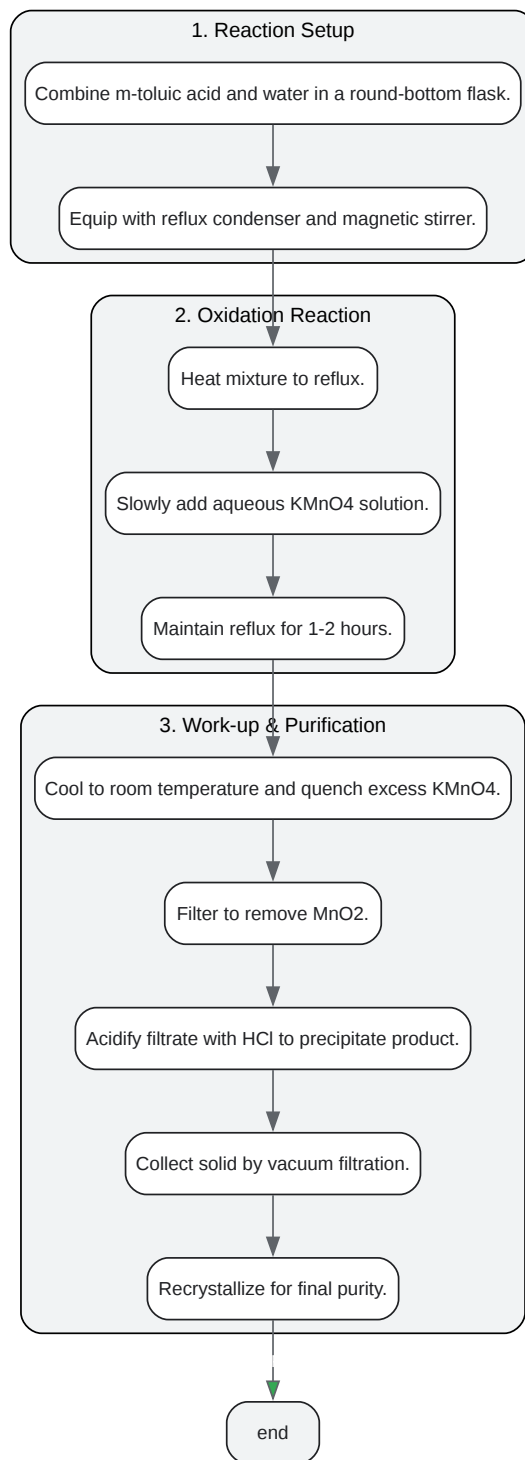 1. Reaction Setup
Combine m-toluic acid and water in a round-bottom flask.
Equip with reflux condenser and magnetic stirrer.
2. Oxidation Reaction
Heat mixture to reflux.
Slowly add aqueous KMnO4 solution.
Maintain reflux for 1-2 hours.
3. Work-up & Purification
Cool to room temperature and quench excess KMnO4.
Filter to remove MnO2.
Acidify filtrate with HCl to precipitate product.
Collect solid by vacuum filtration.
Recrystallize for final purity.
end